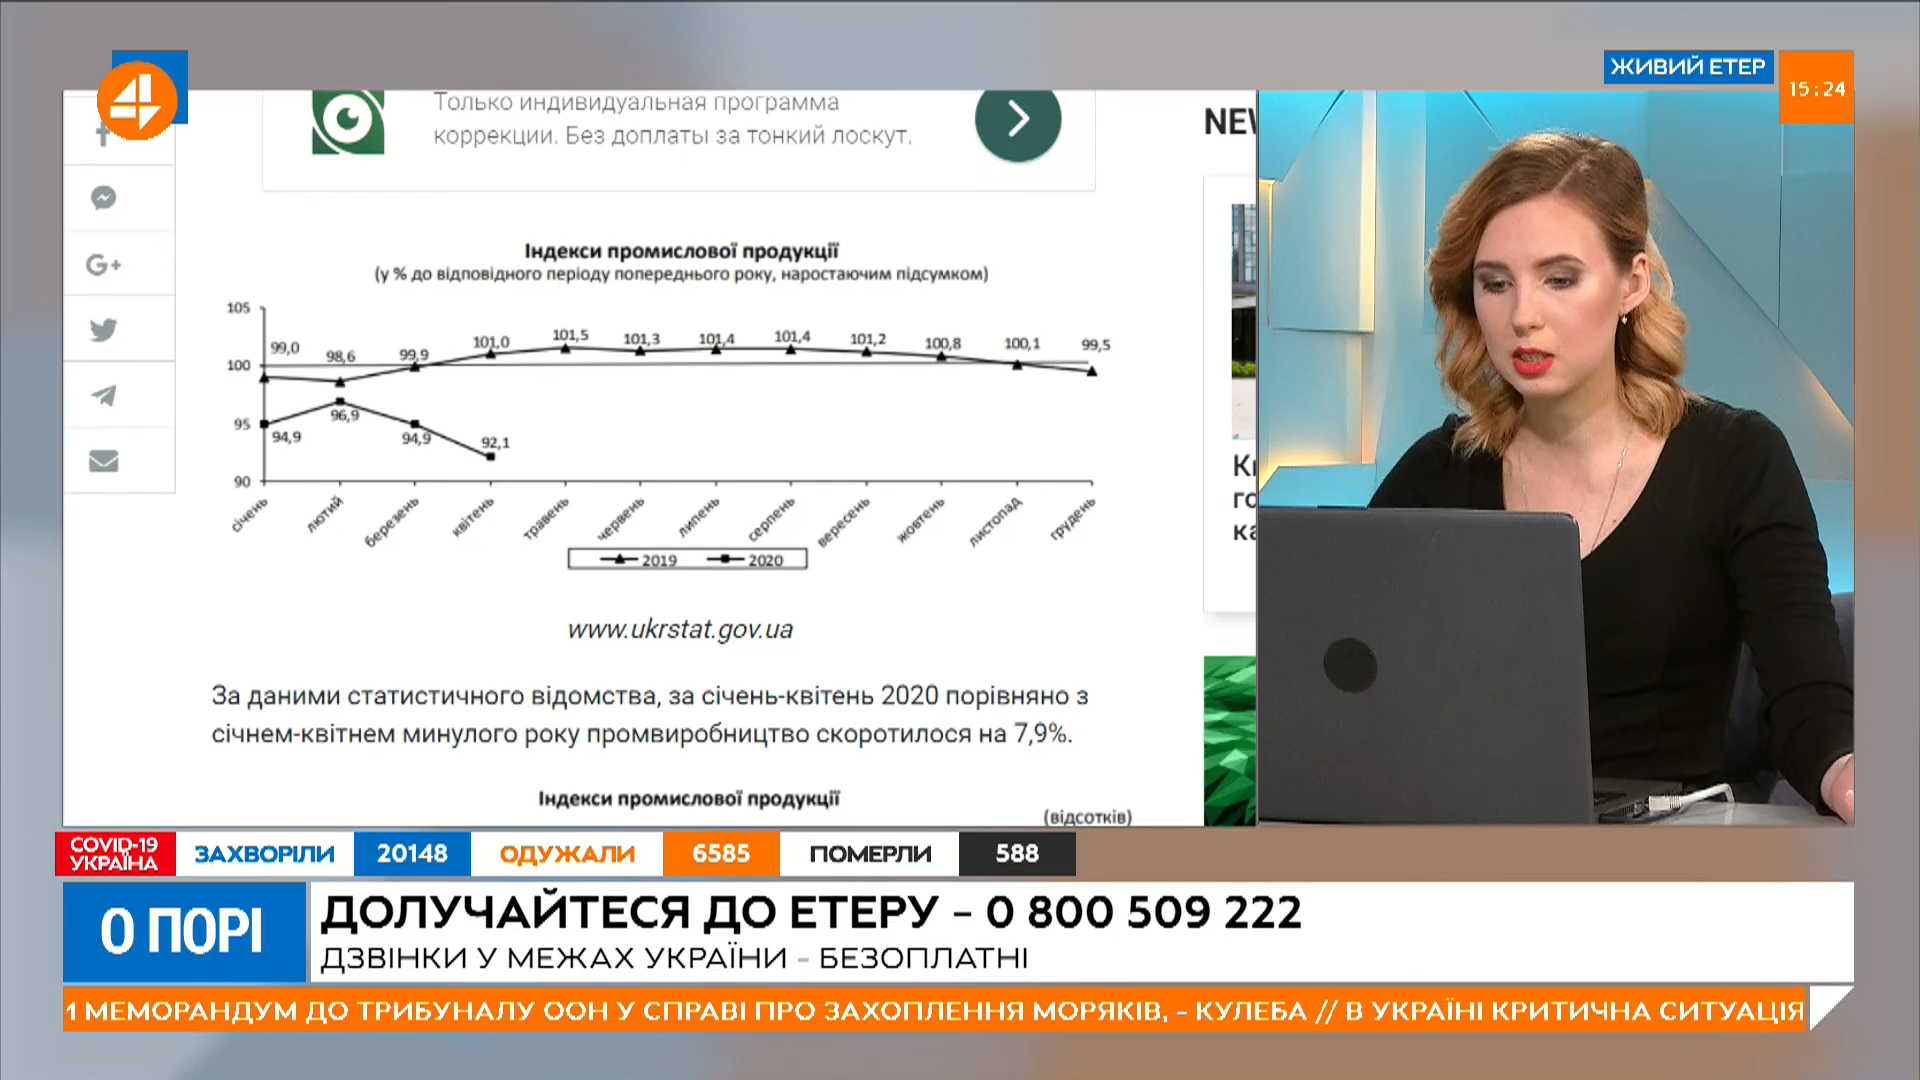 4
ЖИВИЙ ЕТЕР
15:24
Только индивидуальная программа
коррекции. Без доплаты за тонкий лоскут.
G+
Індекси промислової продукції
(у % до відповідного періоду попереднього року, наростаючим підсумком)
105
100
95
90
99,0
98,6
99,9
101,0
101,5
101,3
101,4
101,4
101,2
100,8
100,1
99,5
94,9
96,9
94,9
92,1
січень
лютий
березень
квітень
травень
червень
липень
серпень
вересень
жовтень
листопад
грудень
2019
2020
www.ukrstat.gov.ua
За даними статистичного відомства, за січень-квітень 2020 порівняно з
січнем-квітнем минулого року промвиробництво скоротилося на 7,9%.
Індекси промислової продукції
(відсотків)
COVID-19
УКРАЇНА
ЗАХВОРІЛИ
20148
ОДУЖАЛИ
6585
ПОМЕРЛИ
588
О ПОРІ
ДОЛУЧАЙТЕСЯ ДО ЕТЕРУ – 0 800 509 222
ДЗВІНКИ У МЕЖАХ УКРАЇНИ – БЕЗОПЛАТНІ
МЕМОРАНДУМ ДО ТРИБУНАЛУ ООН У СПРАВІ ПРО ЗАХОПЛЕННЯ МОРЯКІВ, – КУЛЕБА // В УКРАЇНІ КРИТИЧНА СИТУАЦІЯ